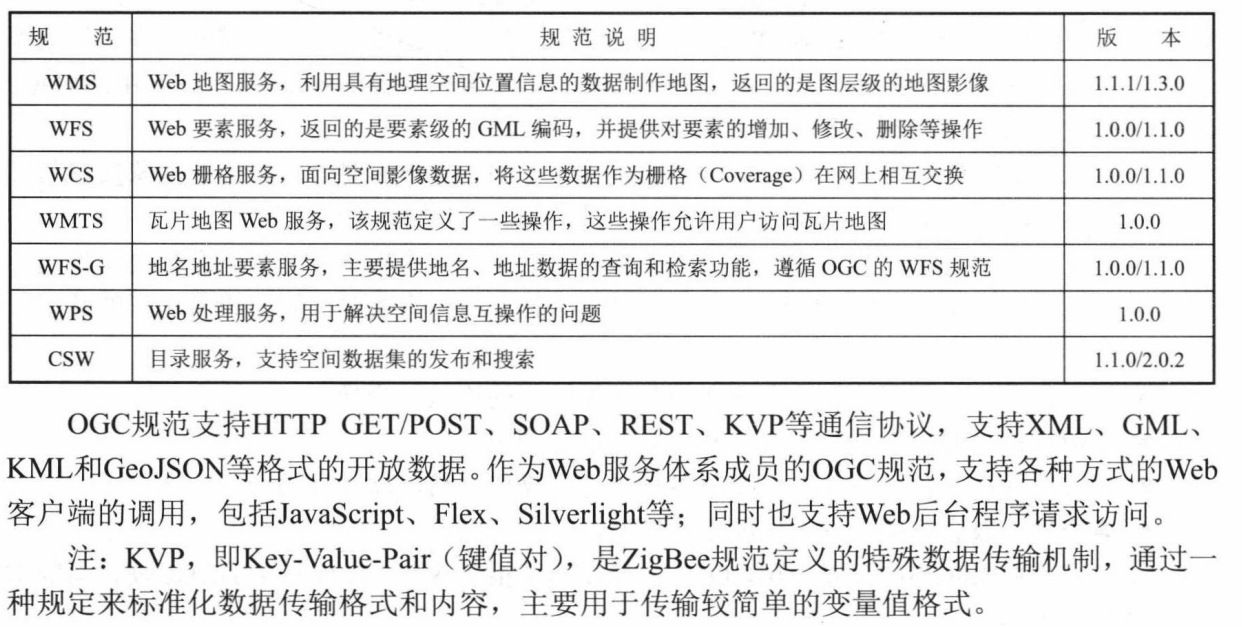 规 范 规 范 说 明 版 本
WMS Web 地图服务，利用具有地理空间位置信息的数据制作地图，返回的是图层级的地图影像 1.1.1/1.3.0
WFS Web 要素服务，返回的是要素级的 GML 编码，并提供对要素的增加、修改、删除等操作 1.0.0/1.1.0
WCS Web 栅格服务，面向空间影像数据，将这些数据作为栅格（Coverage）在网上相互交换 1.0.0/1.1.0
WMTS 瓦片地图 Web 服务，该规范定义了一些操作，这些操作允许用户访问瓦片地图 1.0.0
WFS-G 地名地址要素服务，主要提供地名、地址数据的查询和检索功能，遵循 OGC 的 WFS 规范 1.0.0/1.1.0
WPS Web 处理服务，用于解决空间信息互操作的问题 1.0.0
CSW 目录服务，支持空间数据集的发布和搜索 1.1.0/2.0.2
OGC规范支持HTTP GET/POST、SOAP、REST、KVP等通信协议，支持XML、GML、
KML和GeoJSON等格式的开放数据。作为Web服务体系成员的OGC规范，支持各种方式的Web
客户端的调用，包括JavaScript、Flex、Silverlight等；同时也支持Web后台程序请求访问。
注：KVP，即Key-Value-Pair（键值对），是ZigBee规范定义的特殊数据传输机制，通过一
种规定来标准化数据传输格式和内容，主要用于传输较简单的变量值格式。